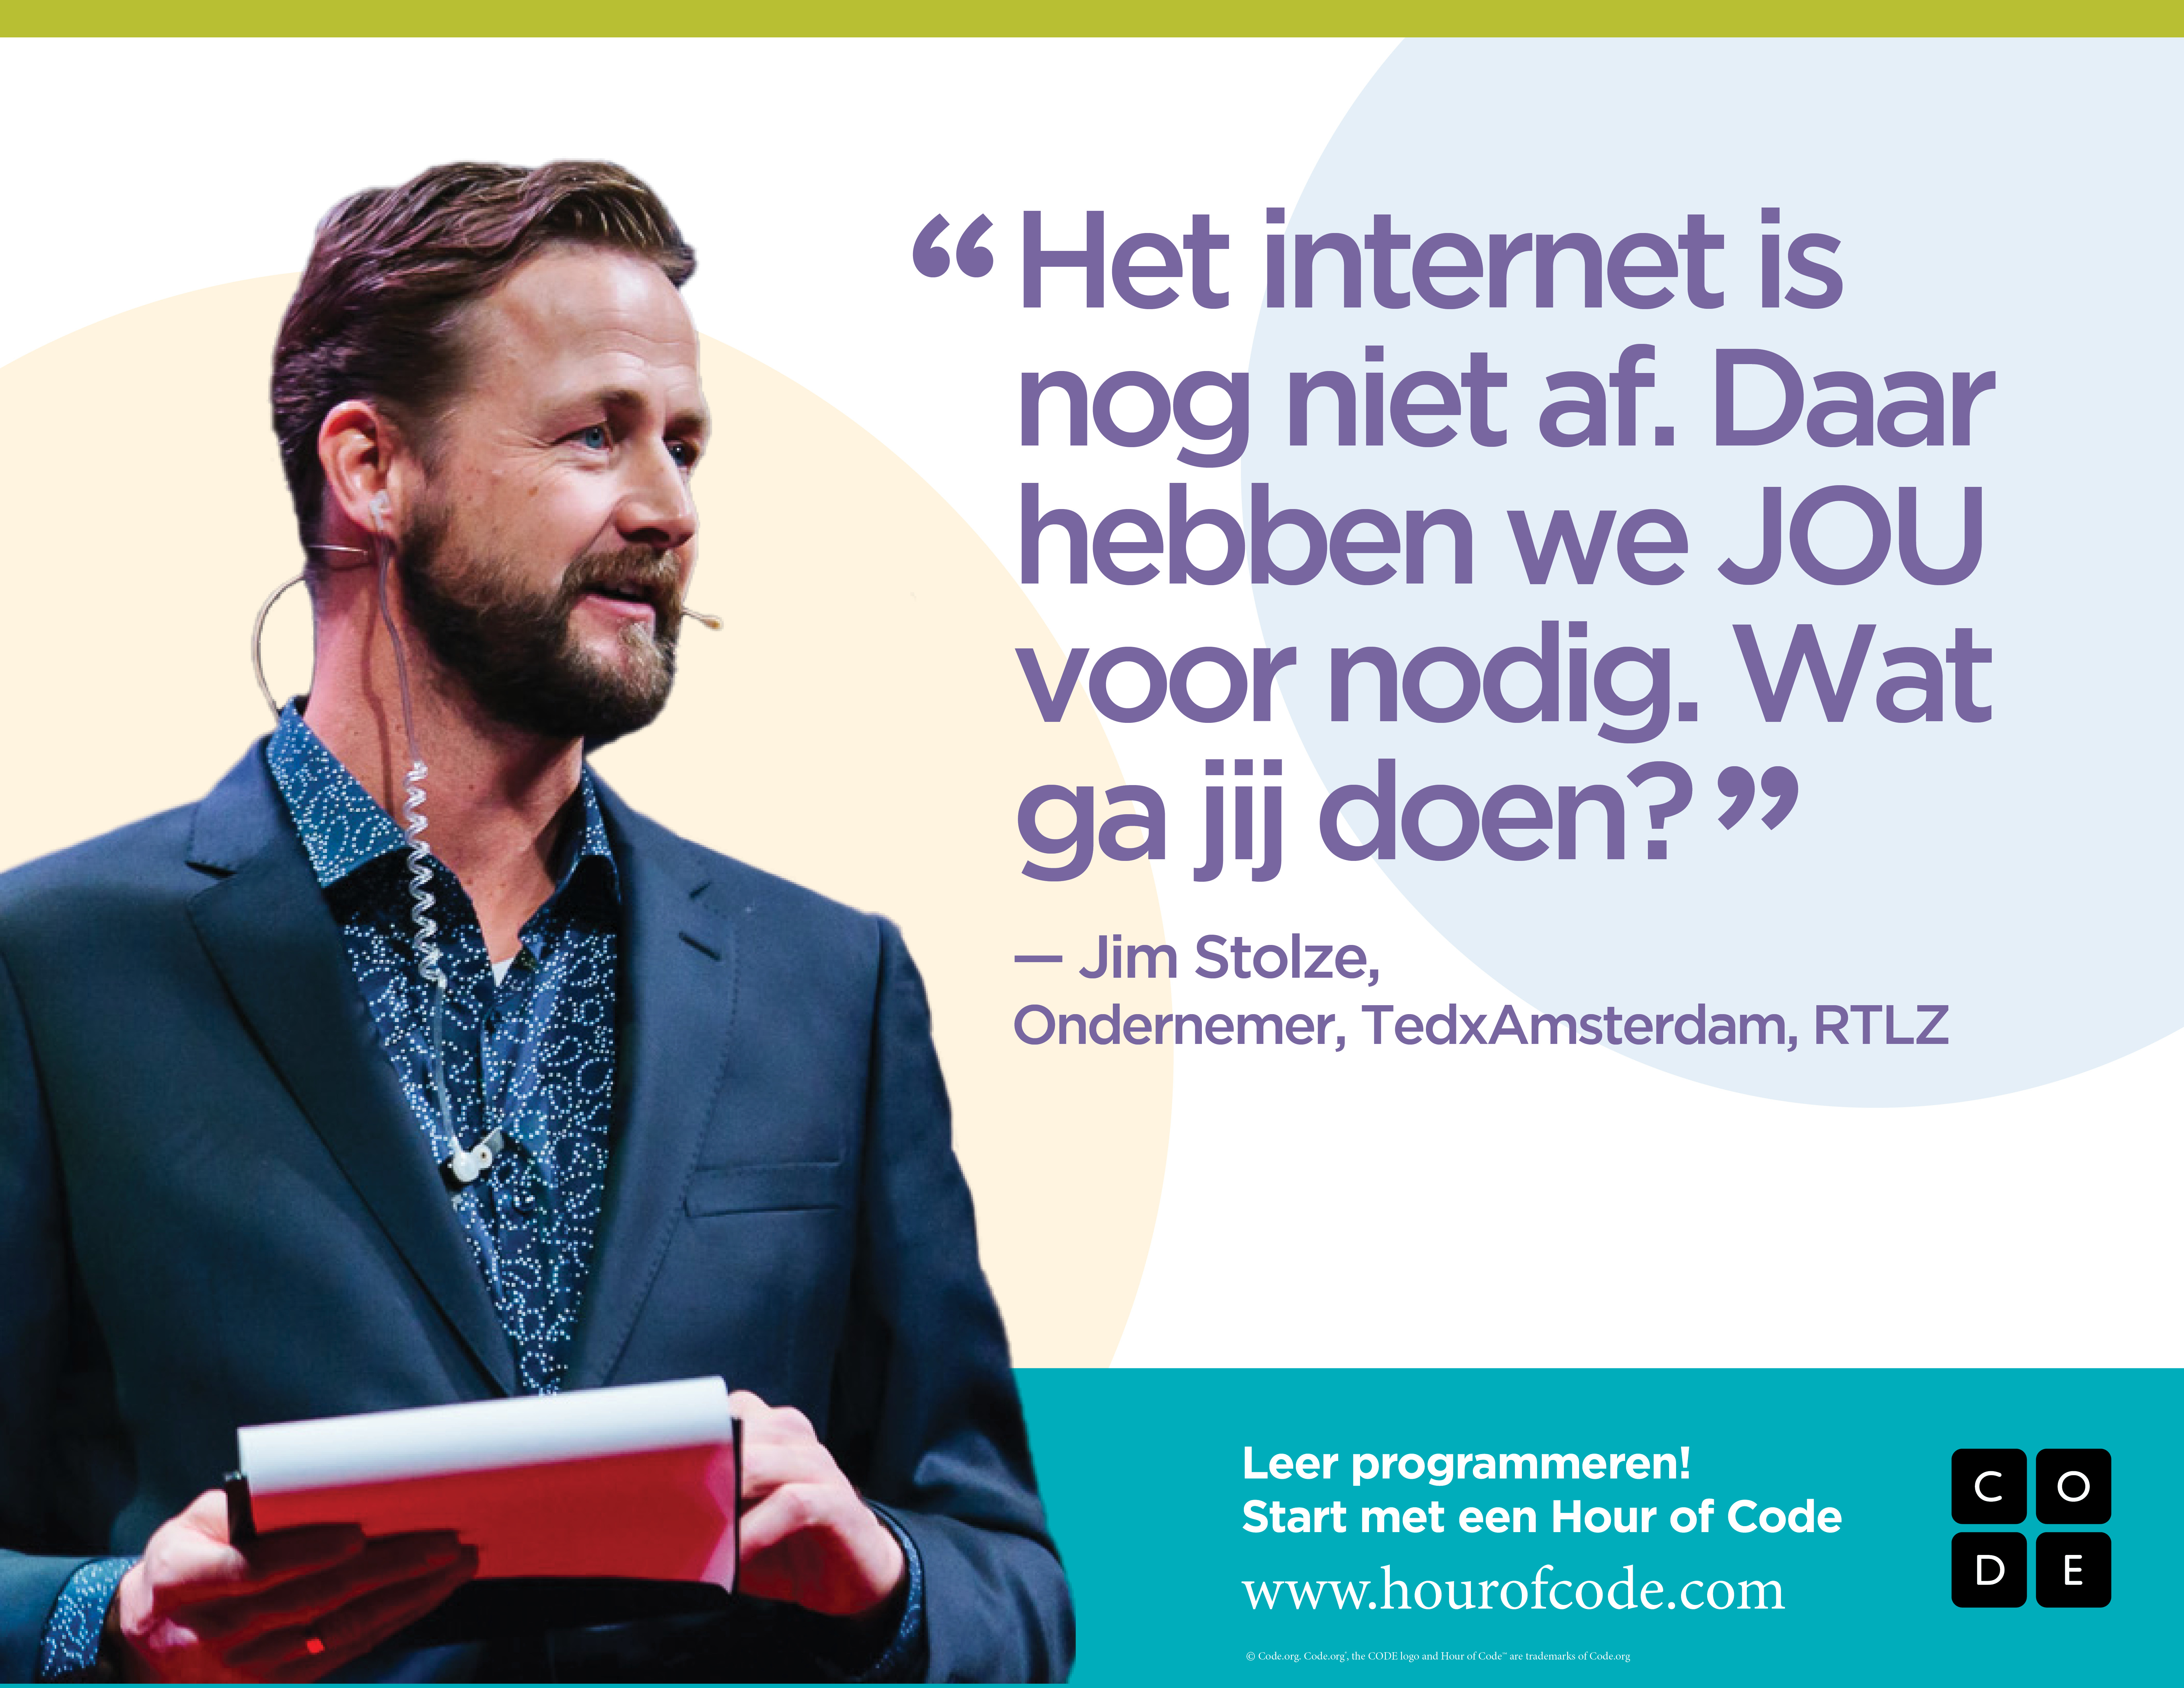 “Het internet is
nog niet af. Daar
hebben we JOU
voor nodig. Wat
ga jij doen?”
— Jim Stolze,
Ondernemer, TedxAmsterdam, RTLZ
Leer programmeren!
Start met een Hour of Code
www.hourofcode.com
© Code.org. Code.org®, the CODE logo and Hour of Code™ are trademarks of Code.org
C O
D E